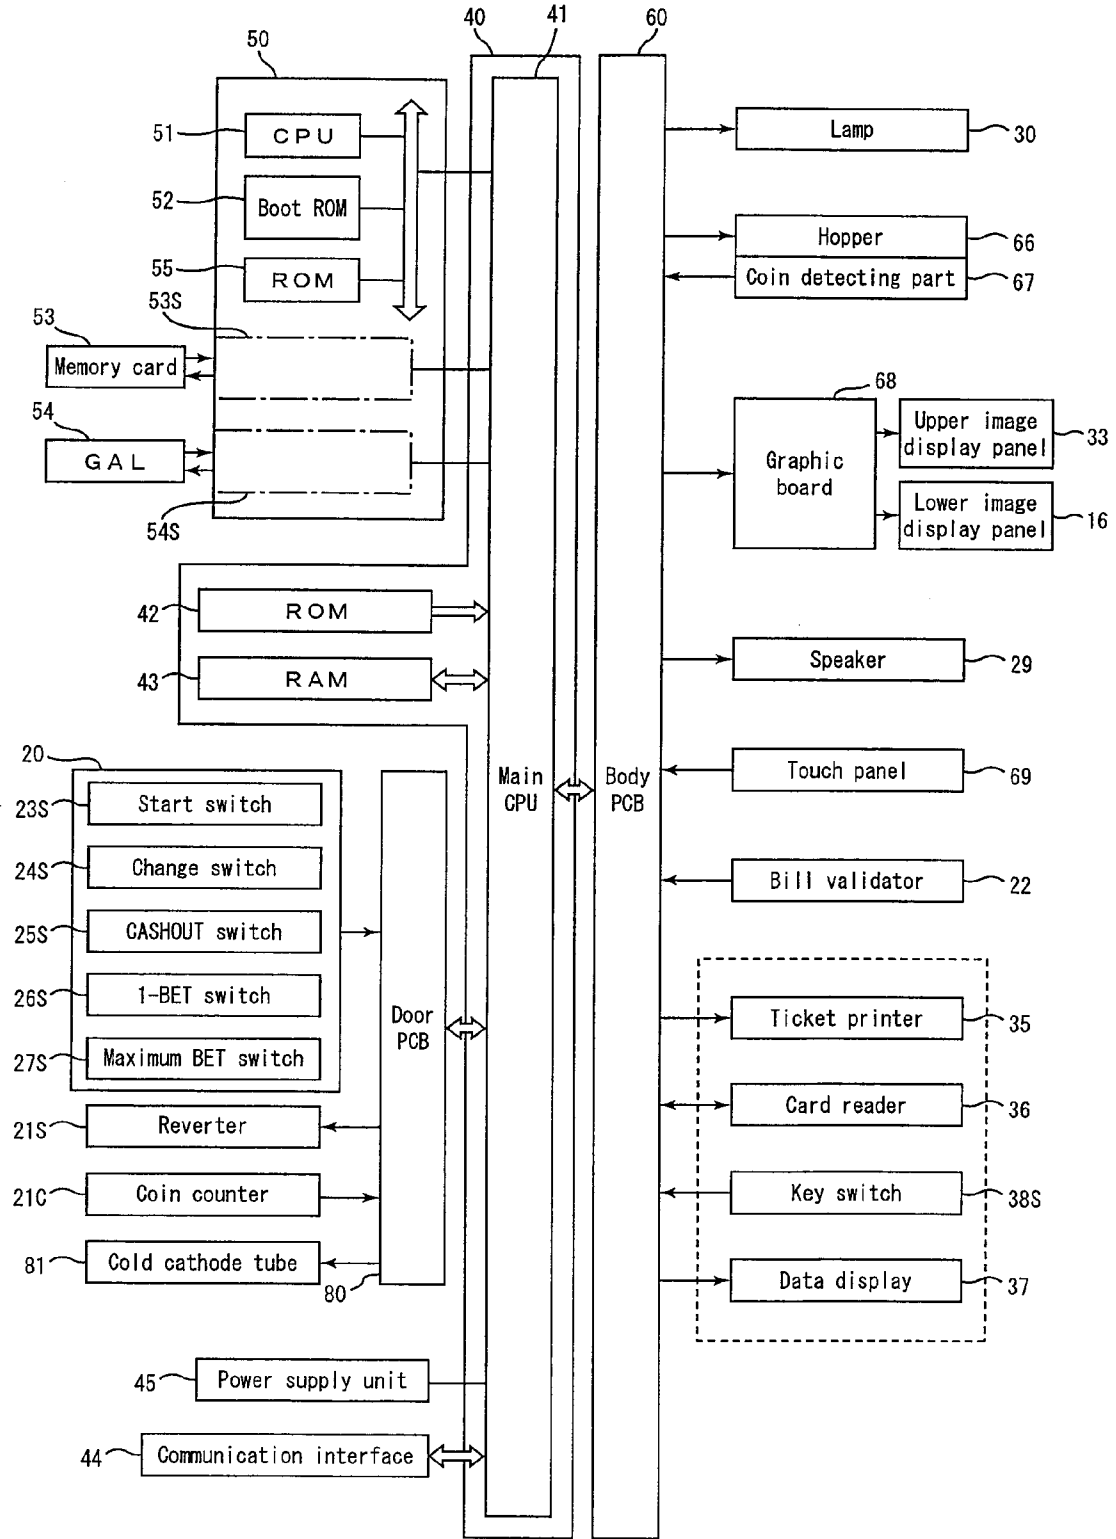 40
41
60
50
51
CPU
52
Boot ROM
55
ROM
53S
53
Memory card
54
GAL
54S
42
ROM
43
RAM
20
23S
Start switch
24S
Change switch
25S
CASHOUT switch
26S
1-BET switch
27S
Maximum BET switch
21S
Reverter
21C
Coin counter
81
Cold cathode tube
80
Door
PCB
45
Power supply unit
44
Communication interface
Main
CPU
Body
PCB
Lamp
30
Hopper
66
Coin detecting part
67
68
Graphic
board
Upper image
display panel
33
Lower image
display panel
16
Speaker
29
Touch panel
69
Bill validator
22
Ticket printer
35
Card reader
36
Key switch
38S
Data display
37